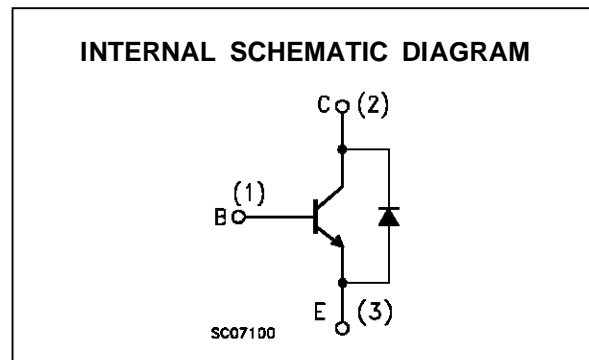 INTERNAL SCHEMATIC DIAGRAM
C (2)
(1)
B
E (3)
SC07100